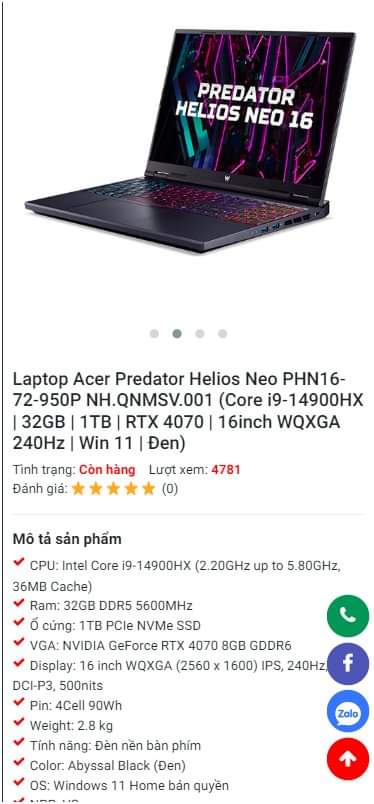 PREDATOR
HELIOS NEO 16
Laptop Acer Predator Helios Neo PHN16-
72-950P NH.QNMSV.001 (Core i9-14900HX
| 32GB | 1TB | RTX 4070 | 16inch WQXGA
240Hz | Win 11 | Đen)
Tình trạng: Còn hàng Lượt xem: 4781
Đánh giá: (0)
Mô tả sản phẩm
CPU: Intel Core i9-14900HX (2.20GHz up to 5.80GHz,
36MB Cache)
Ram: 32GB DDR5 5600MHz
Ổ cứng: 1TB PCIe NVMe SSD
VGA: NVIDIA GeForce RTX 4070 8GB GDDR6
Display: 16 inch WQXGA (2560 x 1600) IPS, 240Hz,
DCI-P3, 500nits
Pin: 4Cell 90Wh
Zalo
Weight: 2.8 kg
Tính năng: Đèn nền bàn phím
Color: Abyssal Black (Đen)
OS: Windows 11 Home bản quyền